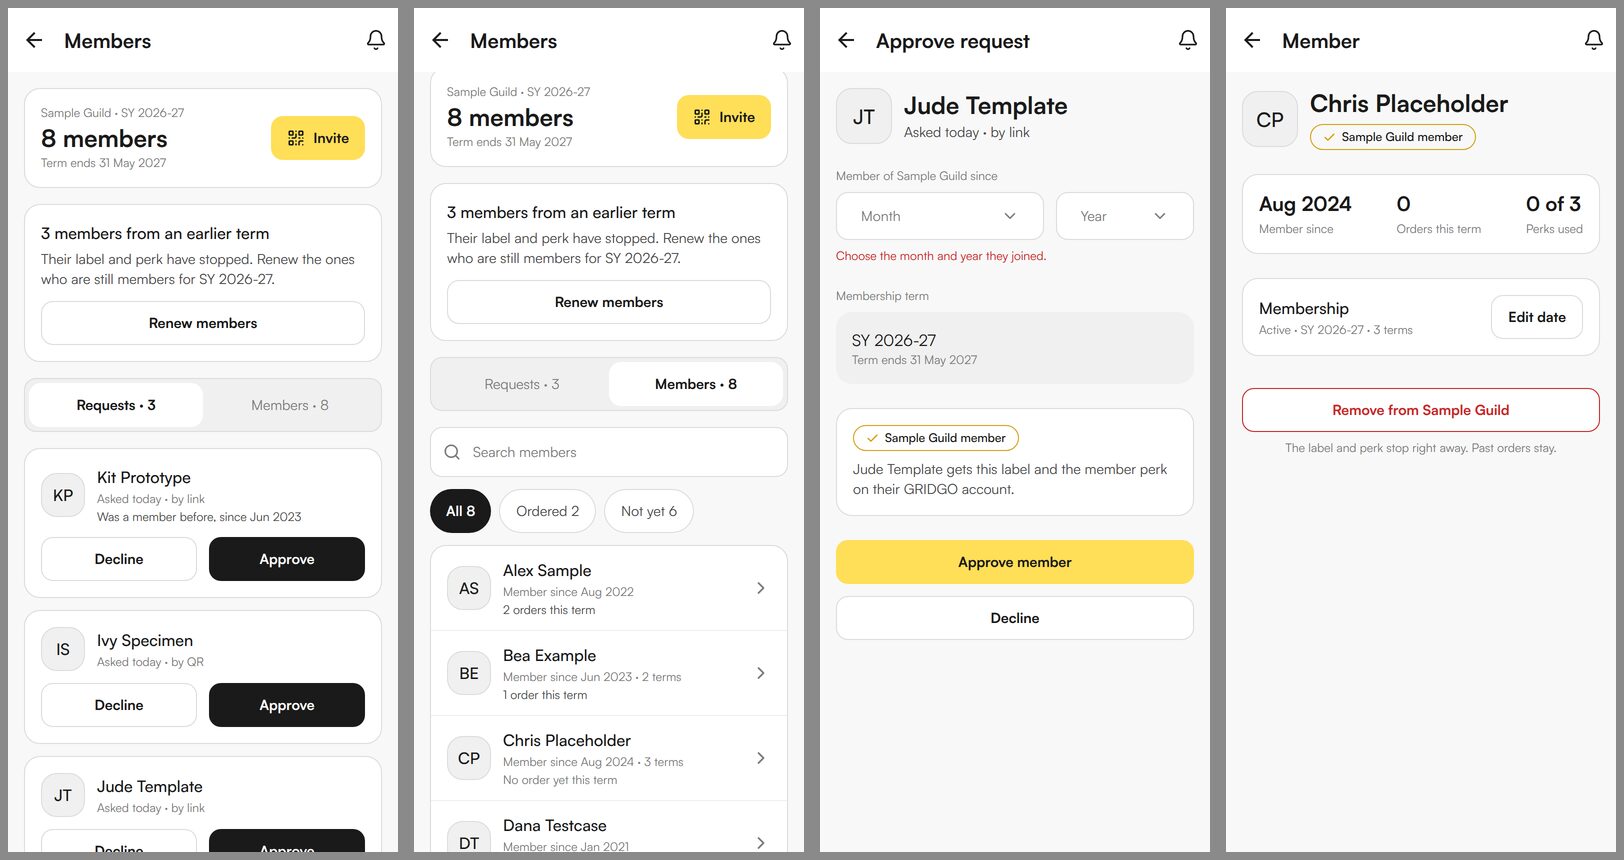 Members
Sample Guild · SY 2026-27
8 members
Term ends 31 May 2027
Invite
3 members from an earlier term
Their label and perk have stopped. Renew the ones
who are still members for SY 2026-27.
Renew members
Requests · 3
Members · 8
KP
Kit Prototype
Asked today · by link
Was a member before, since Jun 2023
Decline
Approve
IS
Ivy Specimen
Asked today · by QR
Decline
Approve
JT
Jude Template
Asked today · by link
Decline
Approve
Members
Sample Guild · SY 2026-27
8 members
Term ends 31 May 2027
Invite
3 members from an earlier term
Their label and perk have stopped. Renew the ones
who are still members for SY 2026-27.
Renew members
Requests · 3
Members · 8
Search members
All 8
Ordered 2
Not yet 6
AS
Alex Sample
Member since Aug 2022
2 orders this term
BE
Bea Example
Member since Jun 2023 · 2 terms
1 order this term
CP
Chris Placeholder
Member since Aug 2024 · 3 terms
No order yet this term
DT
Dana Testcase
Member since Jan 2021
Approve request
JT
Jude Template
Asked today · by link
Member of Sample Guild since
Month
Year
Choose the month and year they joined.
Membership term
SY 2026-27
Term ends 31 May 2027
Sample Guild member
Jude Template gets this label and the member perk
on their GRIDGO account.
Approve member
Decline
Member
CP
Chris Placeholder
Sample Guild member
Aug 2024
Member since
0
Orders this term
0 of 3
Perks used
Membership
Active · SY 2026-27 · 3 terms
Edit date
Remove from Sample Guild
The label and perk stop right away. Past orders stay.